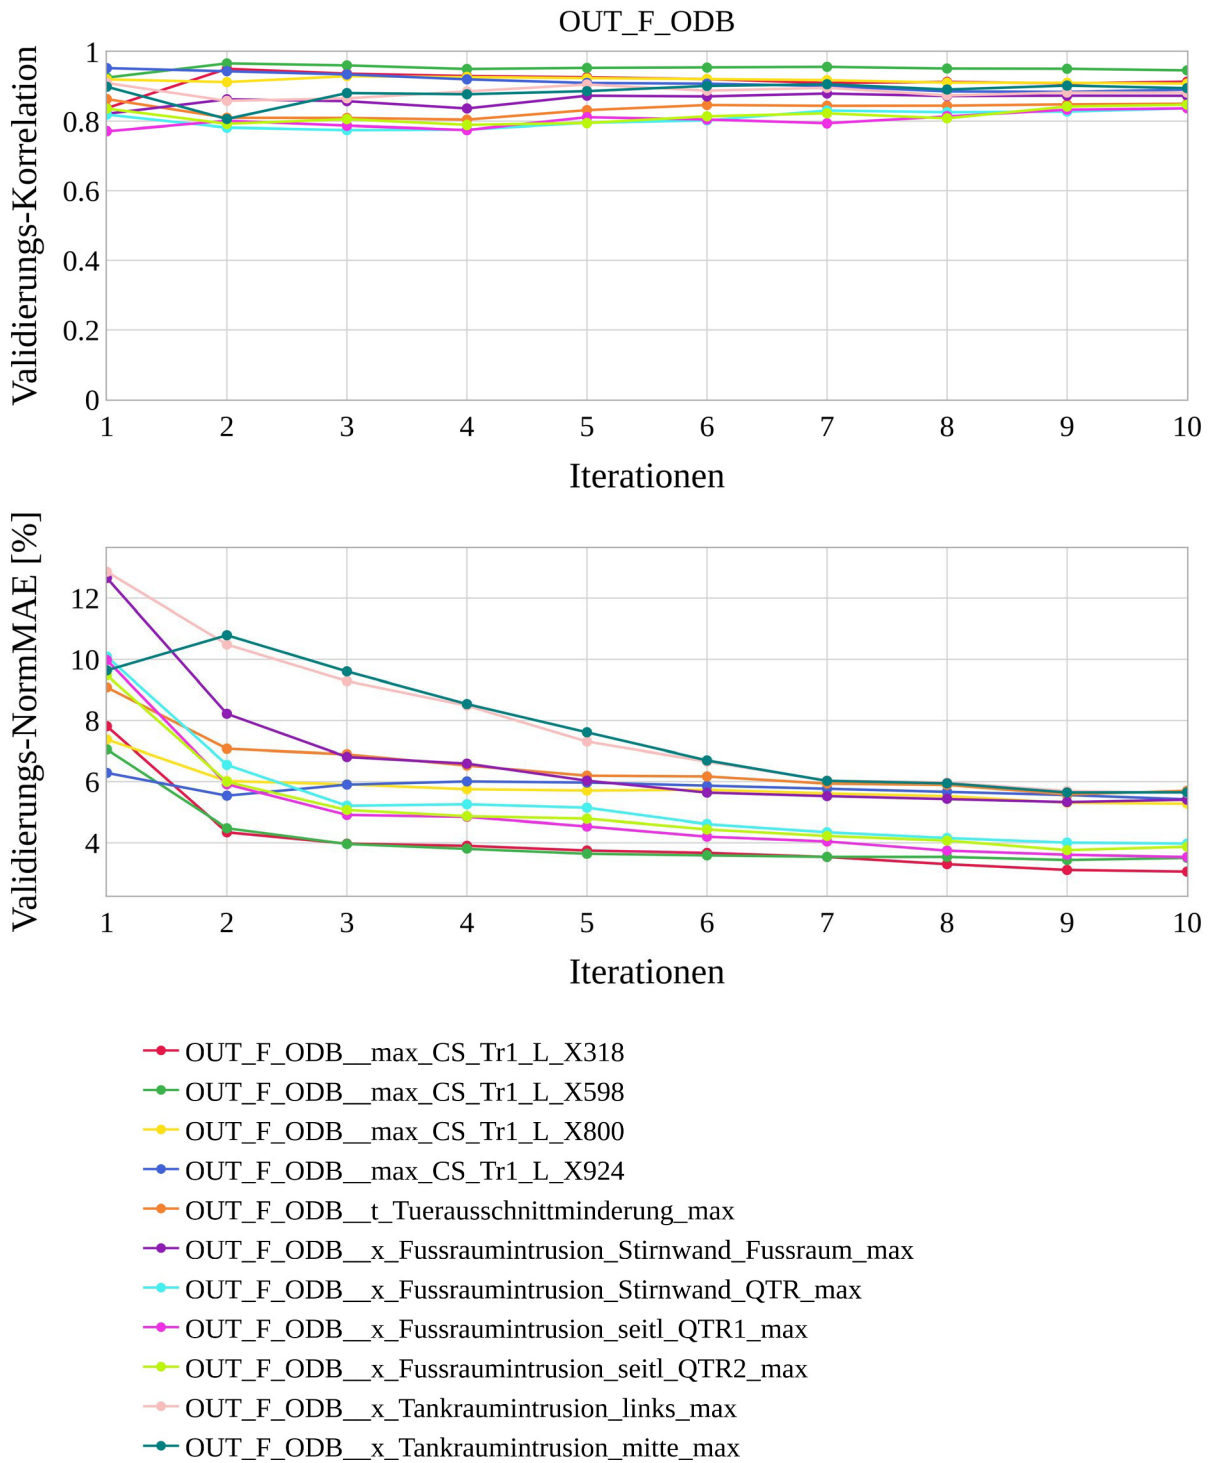 OUT_F_ODB
Validierungs-Korrelation
1
0.8
0.6
0.4
0.2
0
1 2 3 4 5 6 7 8 9 10
Iterationen
Validierungs-NormMAE [%]
12
10
8
6
4
1 2 3 4 5 6 7 8 9 10
Iterationen
OUT_F_ODB__max_CS_Tr1_L_X318
OUT_F_ODB__max_CS_Tr1_L_X598
OUT_F_ODB__max_CS_Tr1_L_X800
OUT_F_ODB__max_CS_Tr1_L_X924
OUT_F_ODB__t_Tuerausschnittminderung_max
OUT_F_ODB__x_Fussraumintrusion_Stirnwand_Fussraum_max
OUT_F_ODB__x_Fussraumintrusion_Stirnwand_QTR_max
OUT_F_ODB__x_Fussraumintrusion_seitl_QTR1_max
OUT_F_ODB__x_Fussraumintrusion_seitl_QTR2_max
OUT_F_ODB__x_Tankraumintrusion_links_max
OUT_F_ODB__x_Tankraumintrusion_mitte_max